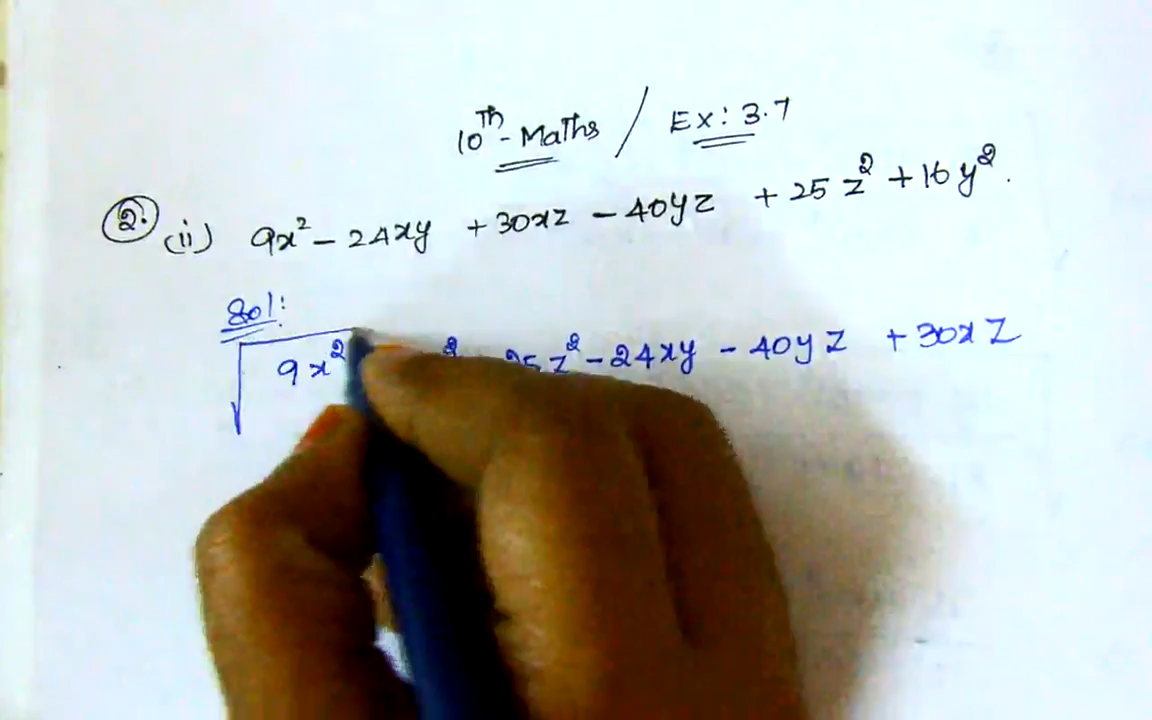 10Th - Maths / Ex: 3.7
2. (ii) 9x² - 24xy + 30xz - 40yz + 25z² + 16y².
Sol:
√9x² ² 25z² - 24xy - 40yz + 30xz